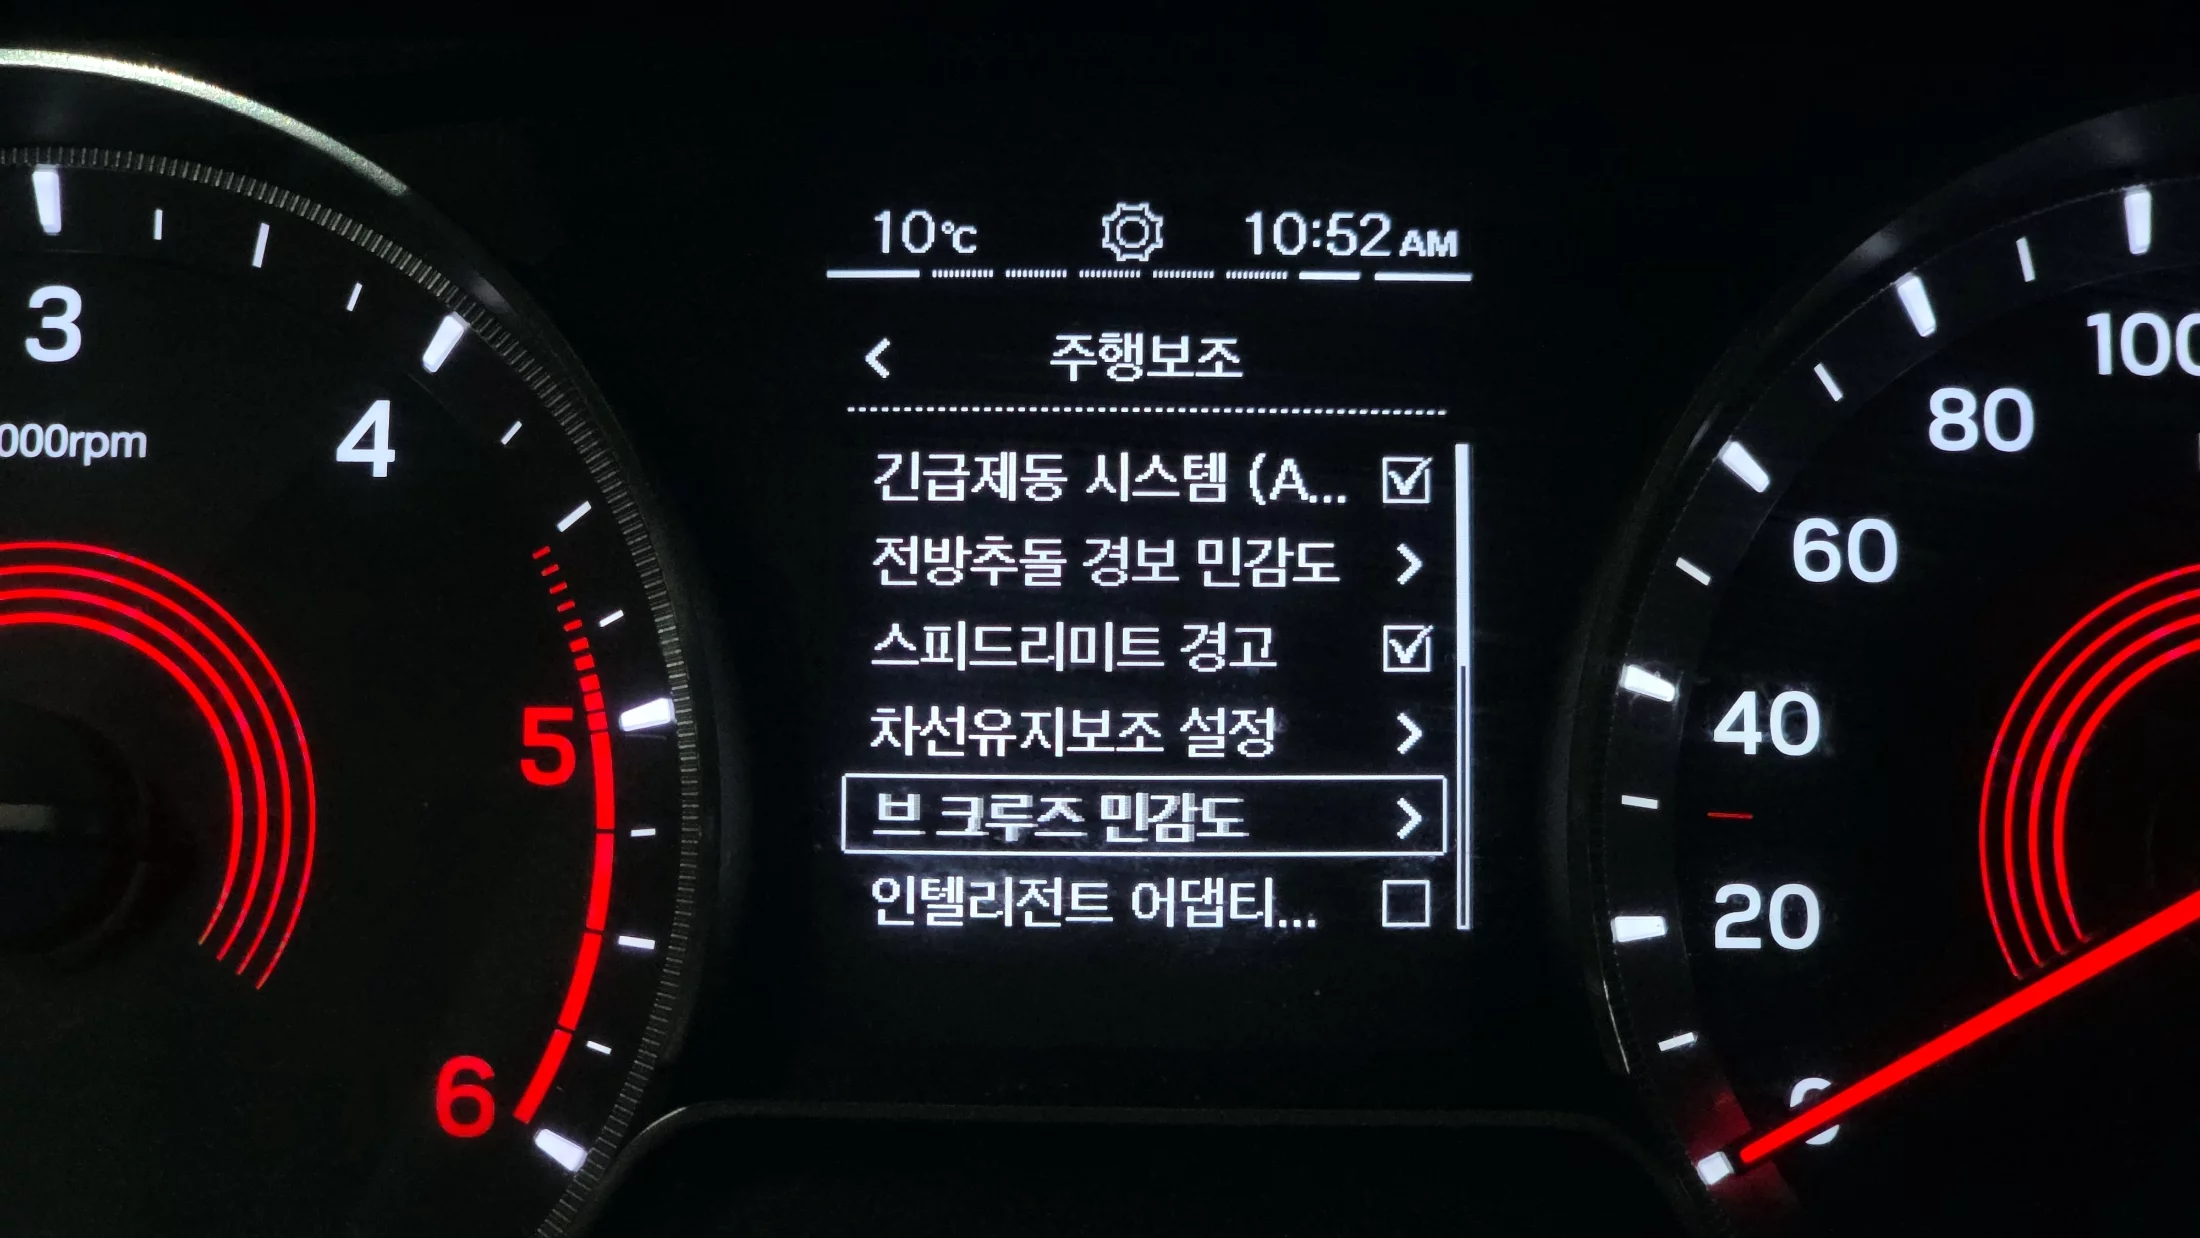 10℃ 10:52 AM
주행보조
긴급제동 시스템 (A...
전방추돌 경보 민감도
스피드리미트 경고
차선유지보조 설정
브 크루즈 민감도
인텔리전트 어댑티...
3
000rpm
4
5
6
100
80
60
40
20
0